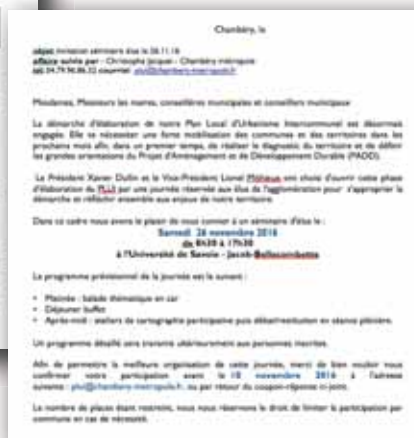 Chambéry, le
objet invitation séminaire élus le 26.11.16
affaire suivie par : Christophe Jacquet - Chambéry métropole
tél 04.79.96.86.32 courriel plui@chambery-metropole.fr
Mesdames, Messieurs les maires, conseillères municipales et conseillers municipaux
La démarche d'élaboration de notre Plan Local d'Urbanisme Intercommunal est désormais
engagée. Elle va nécessiter une forte mobilisation des communes et des territoires dans les
prochains mois afin, dans un premier temps, de réaliser le diagnostic du territoire et de définir
les grandes orientations du Projet d'Aménagement et de Développement Durable (PADD).
Le Président Xavier Dullin et le Vice-Président Lionel Mithieux ont choisi d'ouvrir cette phase
d'élaboration du PLUi par une journée réservée aux élus de l'agglomération pour s'approprier la
démarche et réfléchir ensemble aux enjeux de notre territoire.
Dans ce cadre nous avons le plaisir de vous convier à un séminaire d'élus le :
Samedi 26 novembre 2016
de 8h30 à 17h30
à l'Université de Savoie - Jacob-Bellecombette
Le programme prévisionnel de la journée est le suivant :
• Matinée : balade thématique en car
• Déjeuner buffet
• Après-midi : ateliers de cartographie participative puis débat/restitution en séance plénière.
Un programme détaillé sera transmis ultérieurement aux personnes inscrites.
Afin de permettre la meilleure organisation de cette journée, merci de bien vouloir nous
confirmer votre participation avant le 10 novembre 2016 à l'adresse
suivante : plui@chambery-metropole.fr, ou par retour du coupon-réponse ci-joint.
Le nombre de places étant restreint, nous nous réservons le droit de limiter la participation par
commune en cas de nécessité.